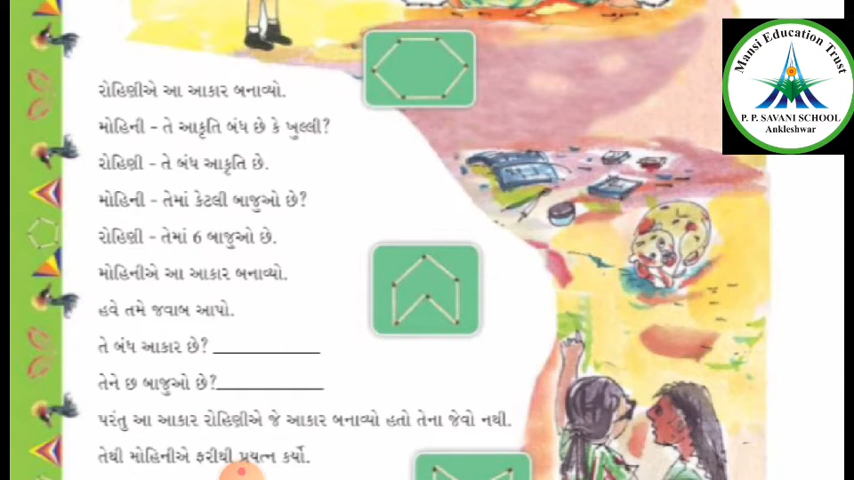 રોહિણીએ આ આકાર બનાવ્યો.
મોહિની - તે આકૃતિ બંધ છે કે ખુલ્લી?
રોહિણી - તે બંધ આકૃતિ છે.
મોહિની - તેમાં કેટલી બાજુઓ છે?
રોહિણી - તેમાં 6 બાજુઓ છે.
મોહિનીએ આ આકાર બનાવ્યો.
હવે તમે જવાબ આપો.
તે બંધ આકાર છે?
તેને છ બાજુઓ છે?
પરંતુ આ આકાર રોહિણીએ જે આકાર બનાવ્યો હતો તેના જેવો નથી.
તેથી મોહિનીએ ફરીથી પ્રયત્ન કર્યો.
Mansi Education Trust
P. P. SAVANI SCHOOL
Ankleshwar